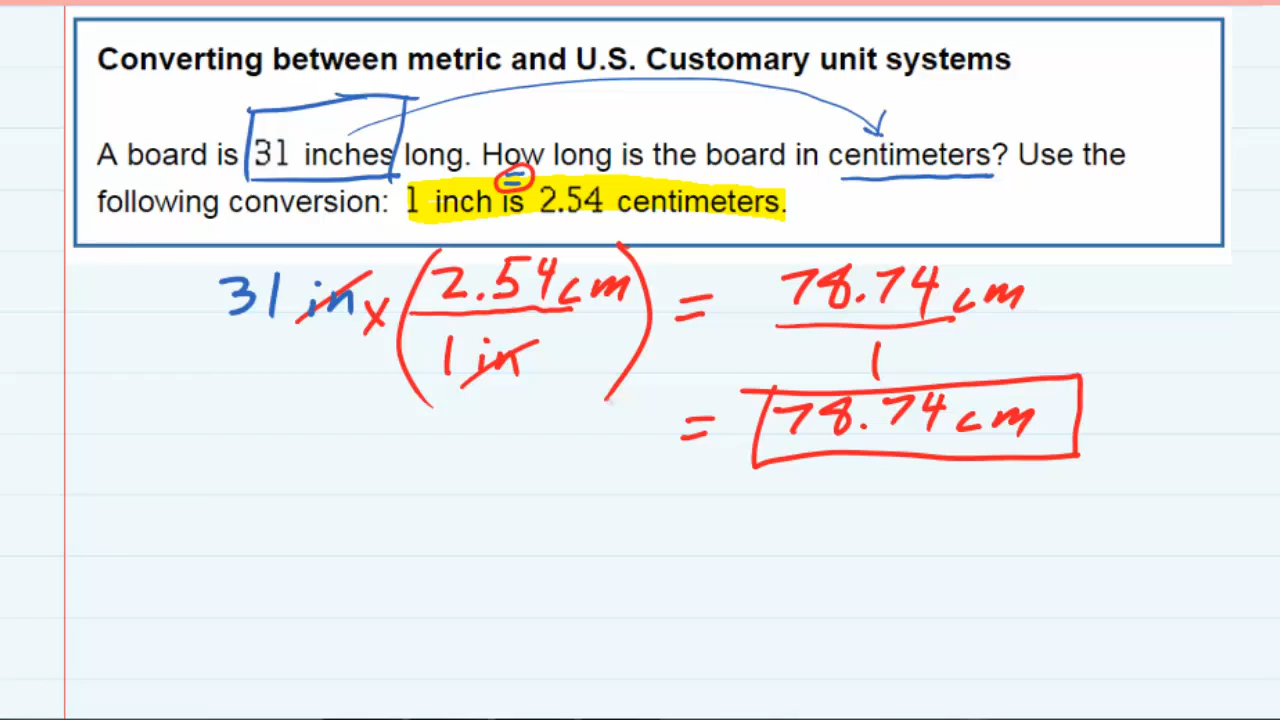 Converting between metric and U.S. Customary unit systems
A board is 31 inches long. How long is the board in centimeters? Use the
=
following conversion: 1 inch is 2.54 centimeters.
31 in x (2.54 cm / 1 in) = 78.74 cm / 1
= 78.74 cm